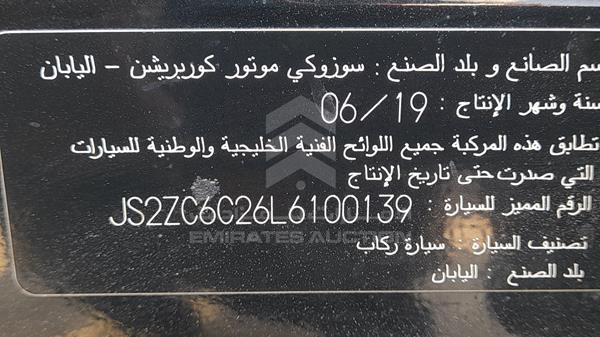 سم الصانع و بلد الصنع : سوزوكي موتور كوربريشن - اليابان
سنة وشهر الإنتاج : 06/19
تطابق هذه المركبة جميع اللوائح الفنية الخليجية والوطنية للسيارات
التي صدرت حتى تاريخ الإنتاج
الرقم المميز للسيارة : JS2ZC6C26L6100139
EMIRATES AUCTION
تصنيف السيارة : سيارة ركاب
بلد الصنع : اليابان